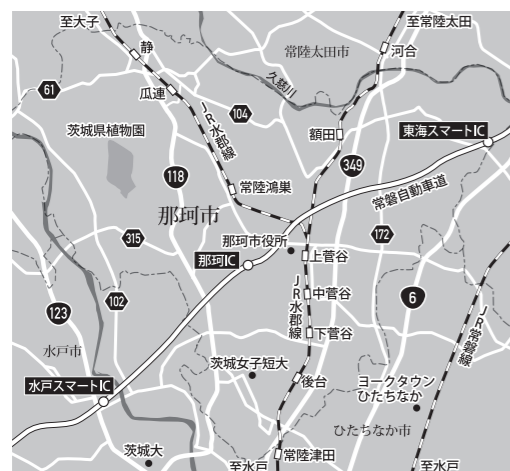 至大子
静
常陸太田市
至常陸太田
河合
久慈川
61
瓜連
104
JR水郡線
額田
東海スマートIC
茨城県植物園
349
118
常陸鴻巣
常磐自動車道
那珂市
那珂市役所
315
172
上菅谷
那珂IC
中菅谷
6
102
JR水郡線
123
下菅谷
JR常磐線
水戸市
茨城女子短大
後台
水戸スマートIC
ヨークタウン
ひたちなか
ひたちなか市
茨城大
常陸津田
至水戸
至水戸